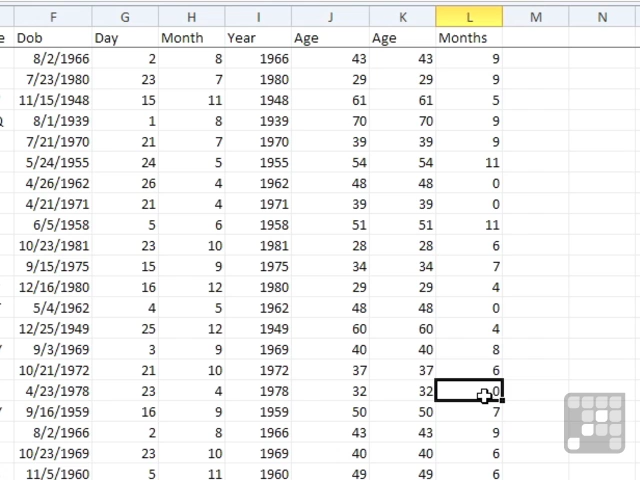 F G H I J K L M N
e Dob Day Month Year Age Age Months
8/2/1966 2 8 1966 43 43 9
7/23/1980 23 7 1980 29 29 9
11/15/1948 15 11 1948 61 61 5
Q 8/1/1939 1 8 1939 70 70 9
7/21/1970 21 7 1970 39 39 9
5/24/1955 24 5 1955 54 54 11
4/26/1962 26 4 1962 48 48 0
4/21/1971 21 4 1971 39 39 0
6/5/1958 5 6 1958 51 51 11
10/23/1981 23 10 1981 28 28 6
9/15/1975 15 9 1975 34 34 7
12/16/1980 16 12 1980 29 29 4
5/4/1962 4 5 1962 48 48 0
12/25/1949 25 12 1949 60 60 4
9/3/1969 3 9 1969 40 40 8
10/21/1972 21 10 1972 37 37 6
4/23/1978 23 4 1978 32 32 0
9/16/1959 16 9 1959 50 50 7
8/2/1966 2 8 1966 43 43 9
10/23/1969 23 10 1969 40 40 6
11/5/1960 5 11 1960 49 49 6